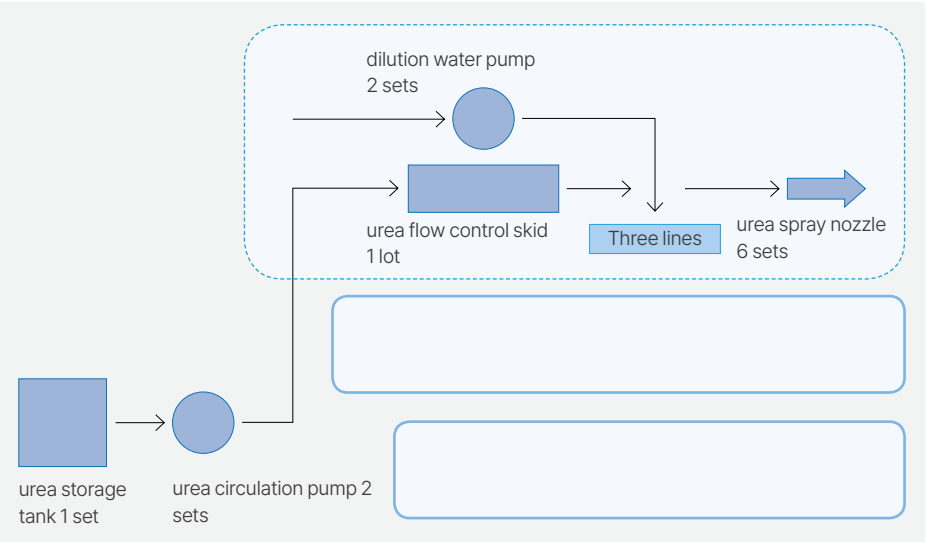 dilution water pump
2 sets
urea flow control skid
1 lot
Three lines
urea spray nozzle
6 sets
urea storage
tank 1 set
urea circulation pump 2
sets